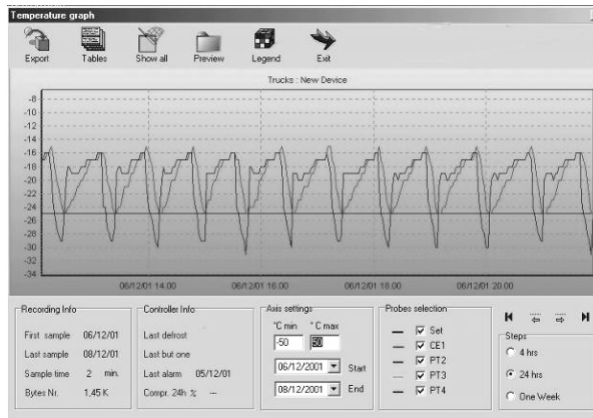 Temperature graph
Export Tables Show all Preview Legend Exit
Trucks : New Device
-8
-10
-12
-14
-16
-18
-20
-22
-24
-26
-28
-30
-32
-34
06/12/01 14.00 06/12/01 16.00 06/12/01 18.00 06/12/01 20.00
Recording Info
First sample 06/12/01
Last sample 08/12/01
Sample time 2 min.
Bytes Nr. 1,45 K
Controller Info
Last defrost
Last but one
Last alarm 05/12/01
Compr. 24h % --
Axis settings
°C min °C max
-50 50
06/12/2001 Start
08/12/2001 End
Probes selection
Set
CE1
PT2
PT3
PT4
Steps
4 hrs
24 hrs
One Week